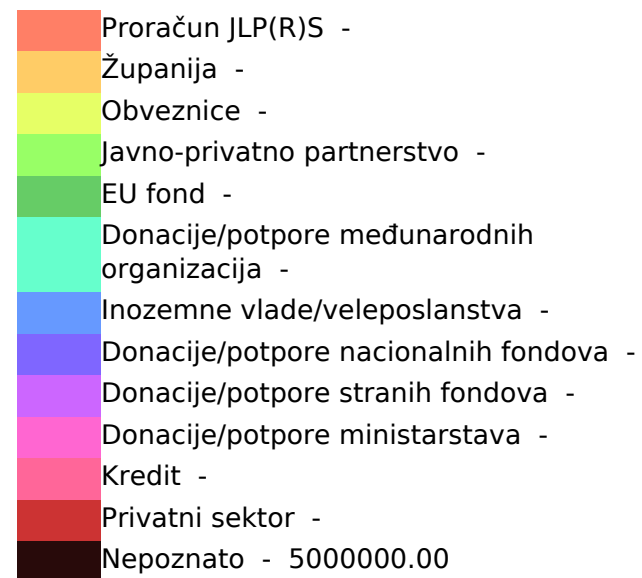 Proračun JLP(R)S -
Županija -
Obveznice -
Javno-privatno partnerstvo -
EU fond -
Donacije/potpore međunarodnih
organizacija -
Inozemne vlade/veleposlanstva -
Donacije/potpore nacionalnih fondova -
Donacije/potpore stranih fondova -
Donacije/potpore ministarstava -
Kredit -
Privatni sektor -
Nepoznato - 5000000.00